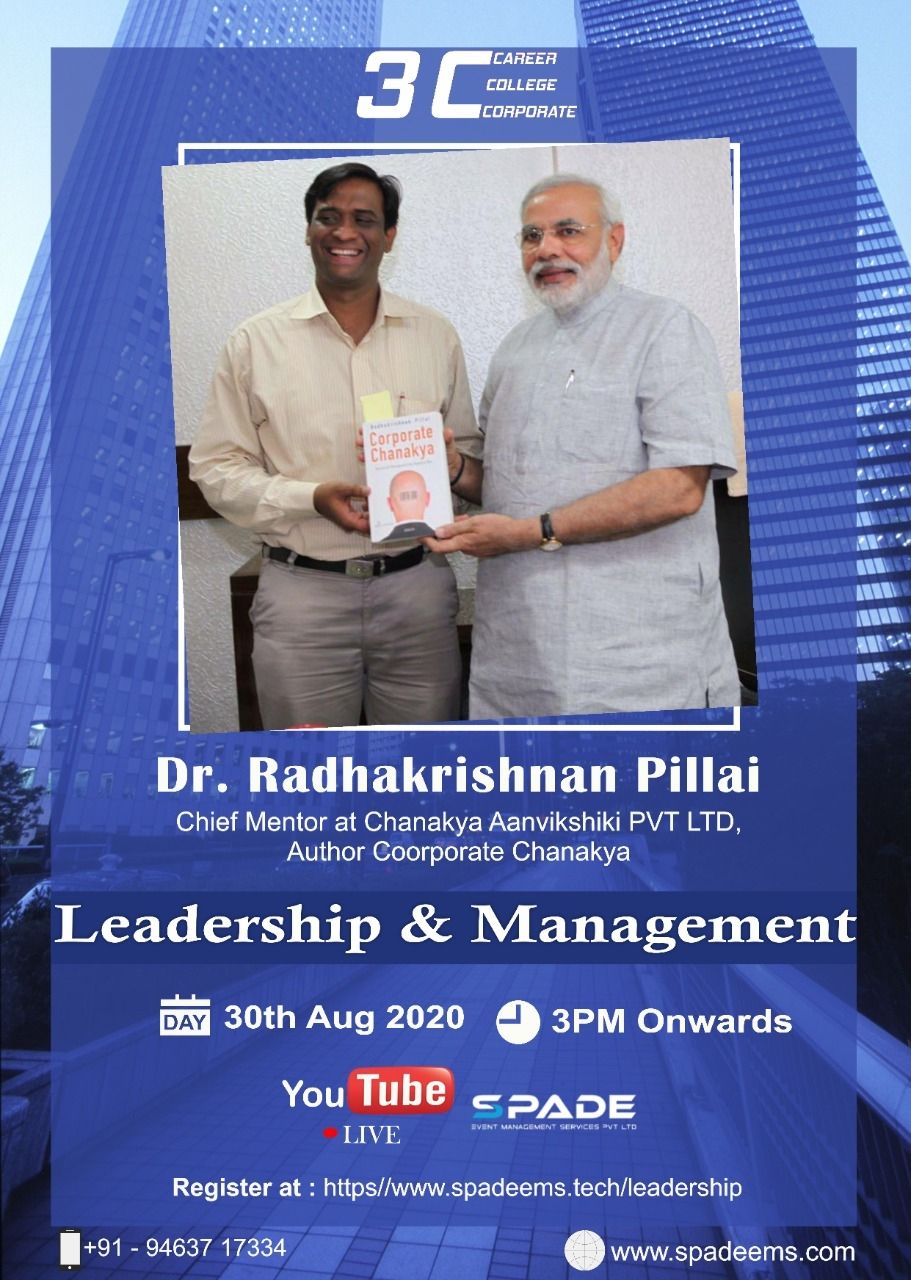 3C CAREER
COLLEGE
CORPORATE
Radhakrishnan Pillai
Corporate
Chanakya
Dr. Radhakrishnan Pillai
Chief Mentor at Chanakya Aanvikshiki PVT LTD,
Author Coorporate Chanakya
Leadership & Management
DAY 30th Aug 2020 3PM Onwards
YouTube SPADE
EVENT MANAGEMENT SERVICES PVT LTD
LIVE
Register at : https//www.spadeems.tech/leadership
+91 - 94637 17334 www.spadeems.com